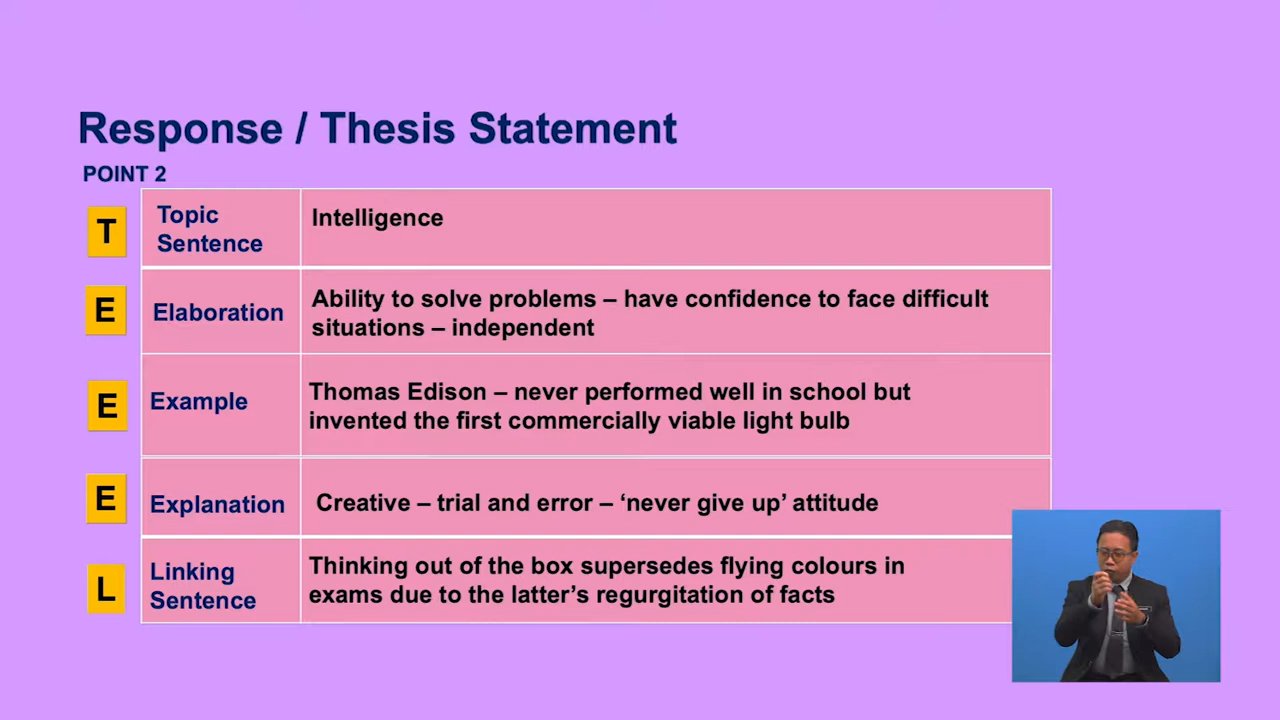 Response / Thesis Statement
POINT 2
T
Topic
Sentence
Intelligence
E
Elaboration
Ability to solve problems – have confidence to face difficult
situations – independent
E
Example
Thomas Edison – never performed well in school but
invented the first commercially viable light bulb
E
Explanation
Creative – trial and error – ‘never give up’ attitude
L
Linking
Sentence
Thinking out of the box supersedes flying colours in
exams due to the latter’s regurgitation of facts